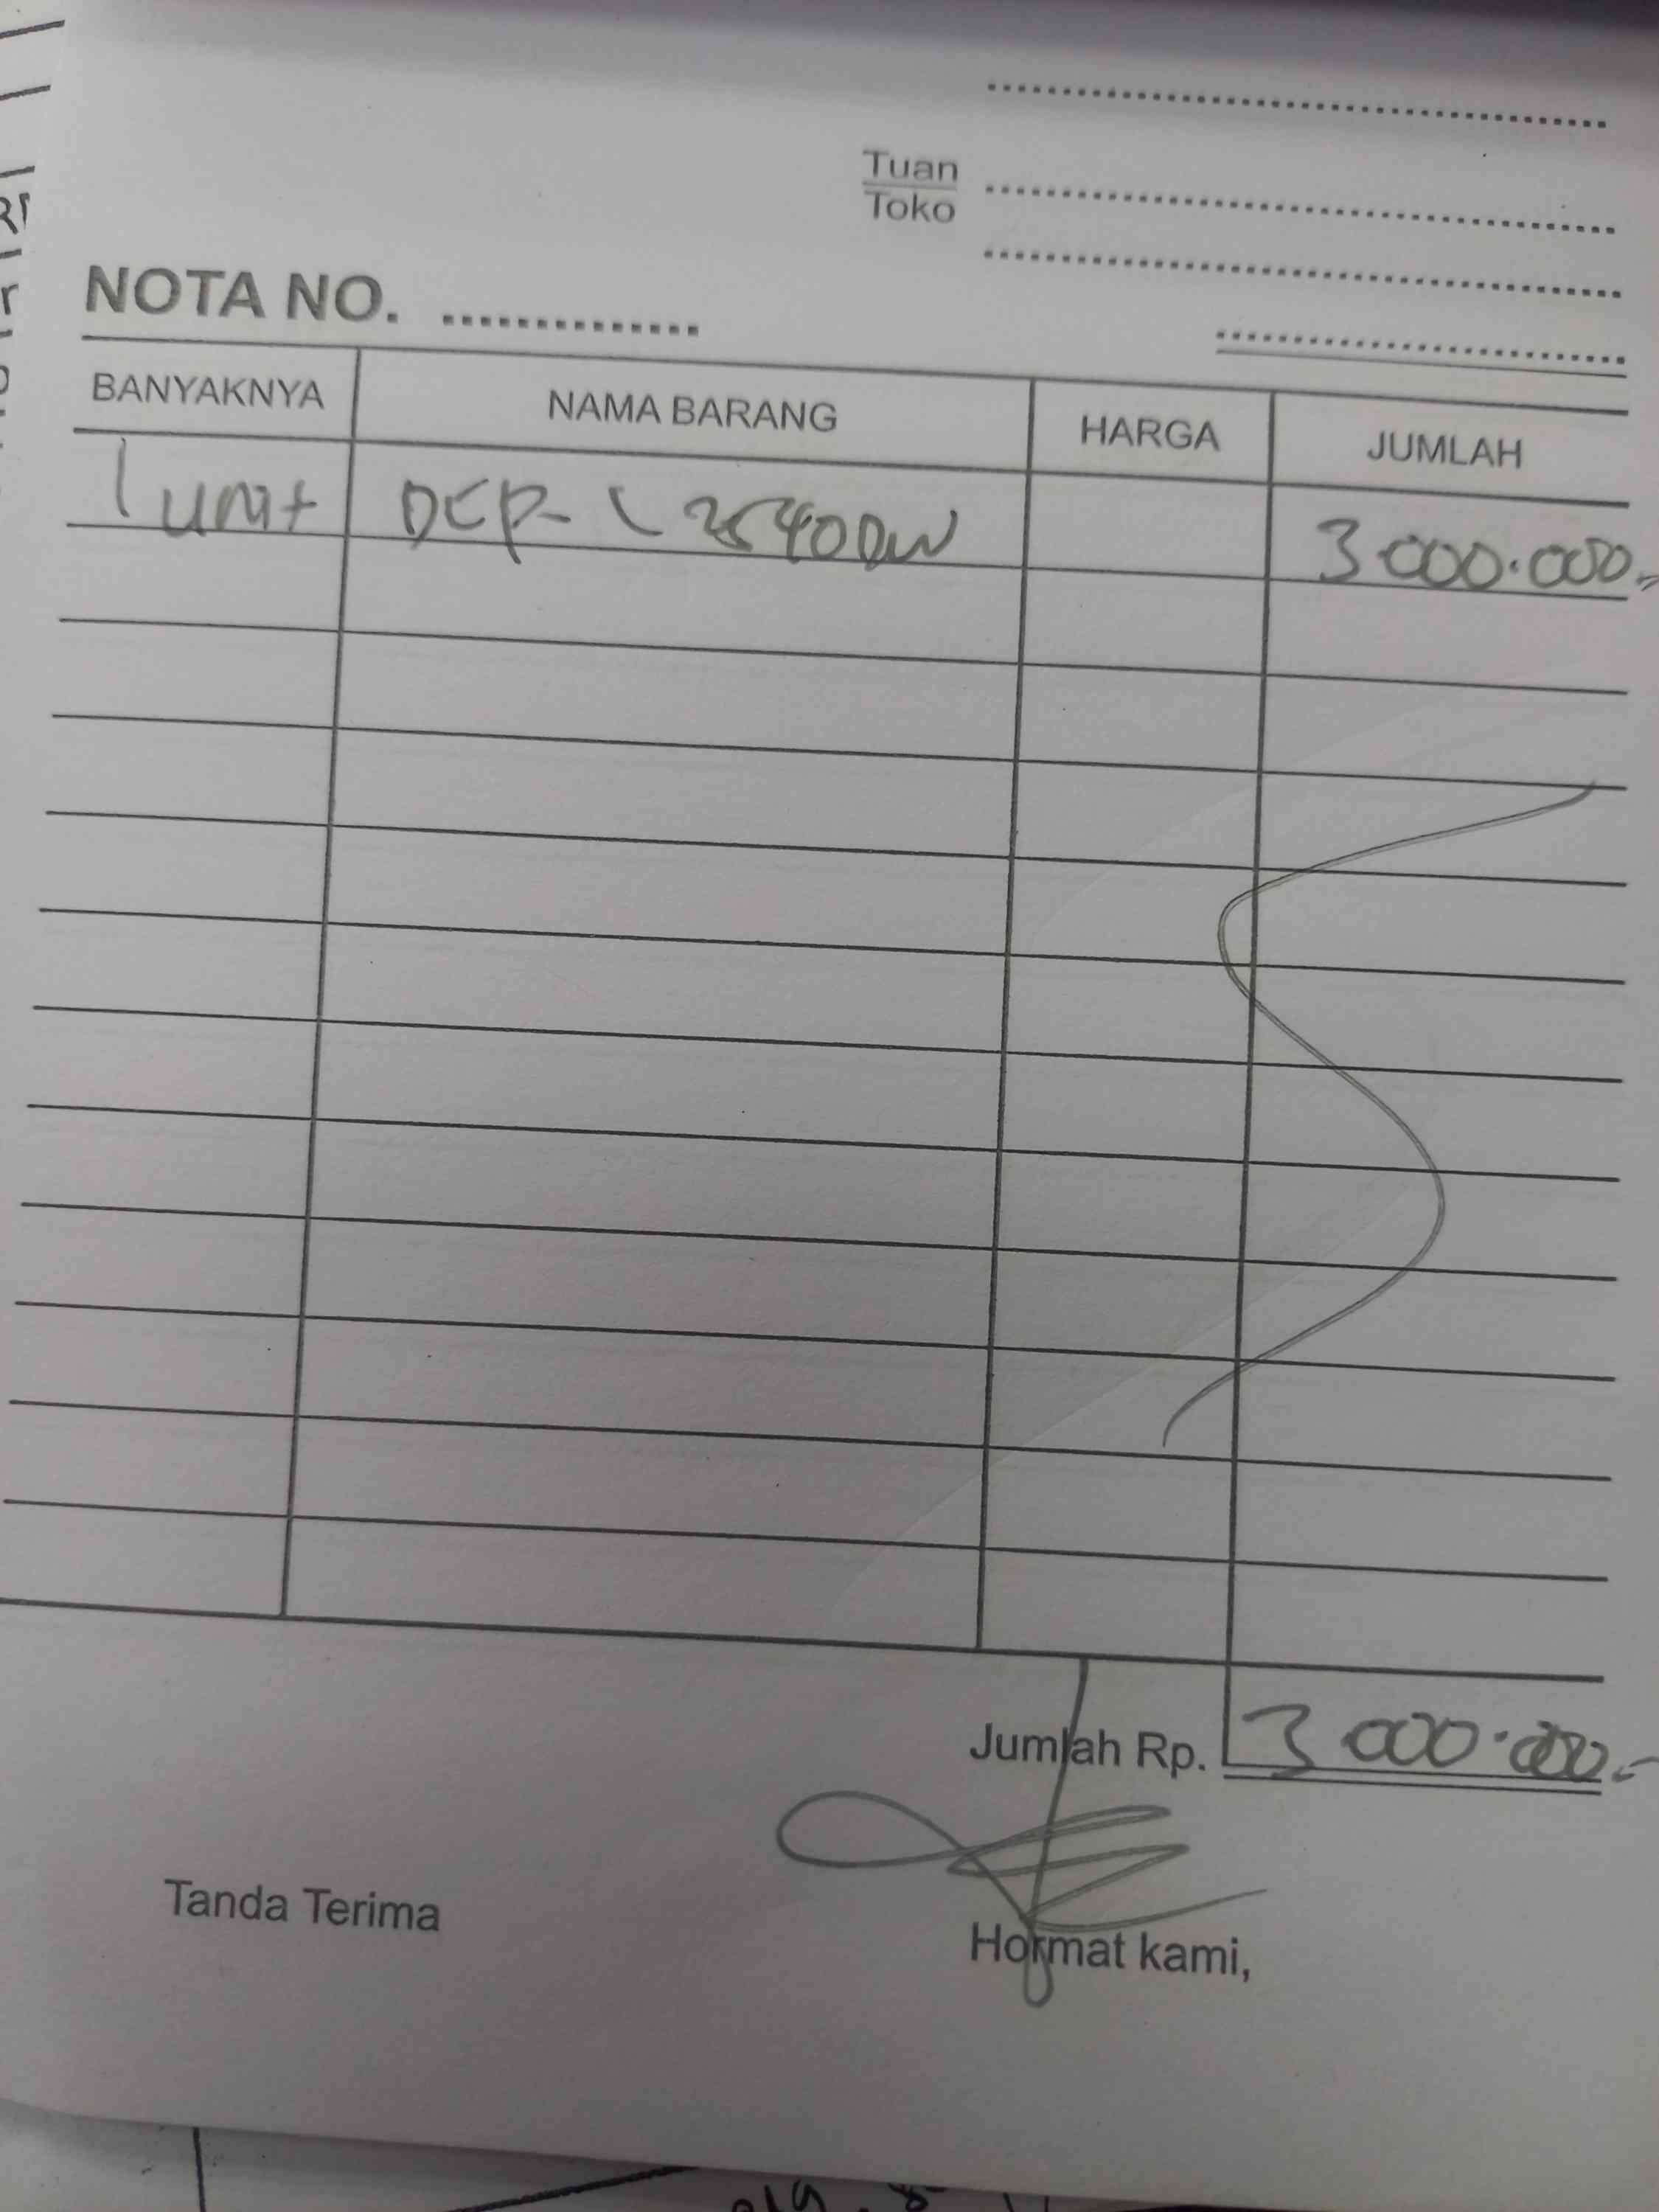 Tuan
Toko
NOTA NO. ..............
BANYAKNYA NAMA BARANG HARGA JUMLAH
1 unit DCP-L2540DW 3.000.000.-
Jumlah Rp. 3.000.000.-
Tanda Terima
Hormat kami,